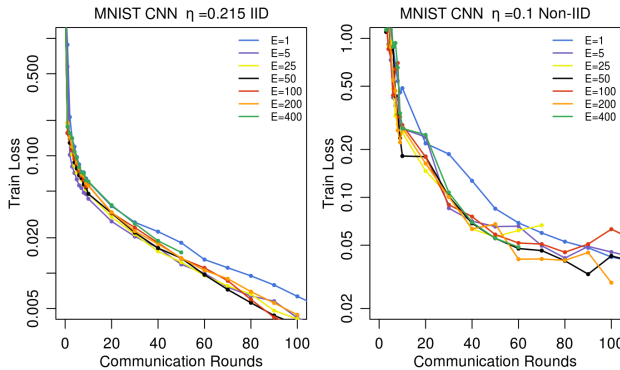 MNIST CNN η =0.215 IID
Train Loss
0.500
0.100
0.020
0.005
E=1
E=5
E=25
E=50
E=100
E=200
E=400
0 20 40 60 80 100
Communication Rounds
MNIST CNN η =0.1 Non-IID
Train Loss
1.00
0.50
0.20
0.10
0.05
0.02
E=1
E=5
E=25
E=50
E=100
E=200
E=400
0 20 40 60 80 100
Communication Rounds